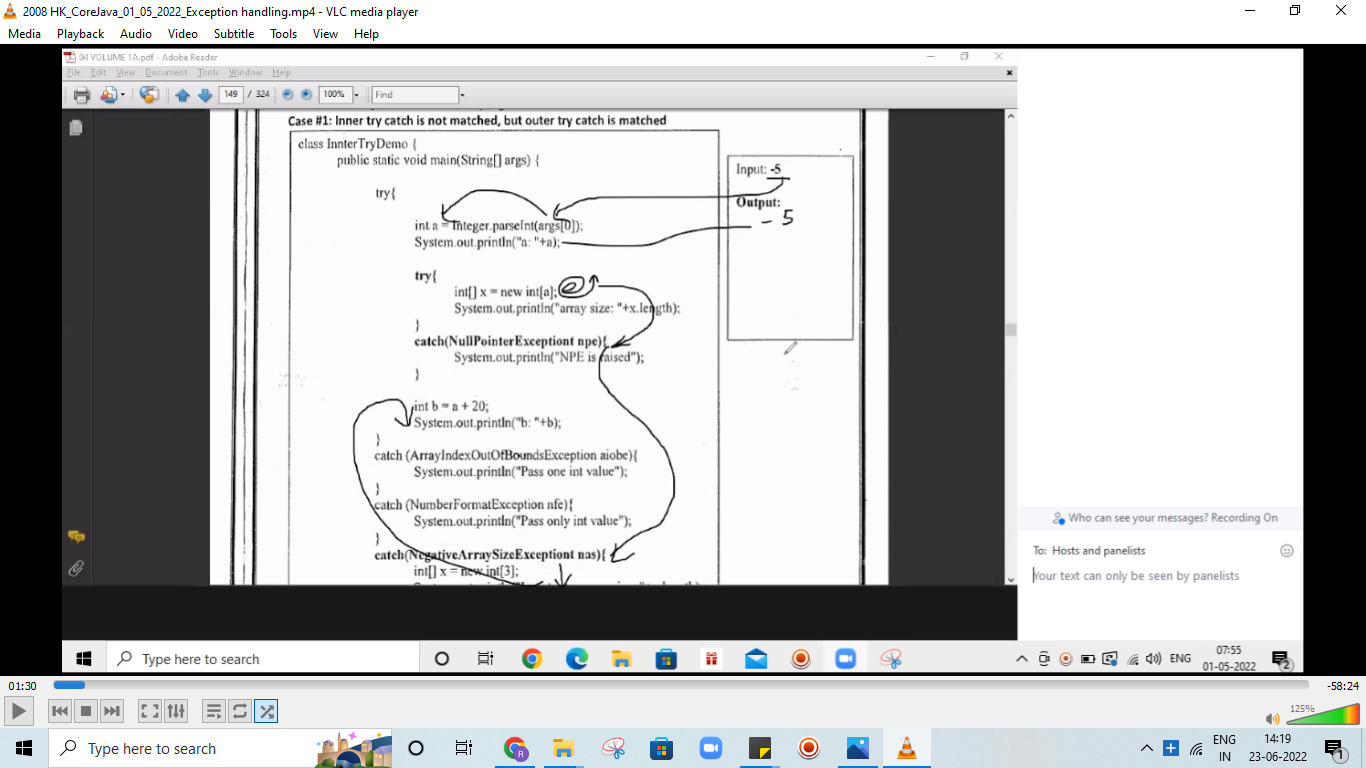 2008 HK_CoreJava_01_05_2022_Exception handling.mp4 - VLC media player
Media Playback Audio Video Subtitle Tools View Help
04 VOLUME 1A.pdf - Adobe Reader
File Edit View Document Tools Window Help
149 / 324 100% Find
Case #1: Inner try catch is not matched, but outer try catch is matched
class InnterTryDemo {
public static void main(String[] args) {
try{
int a = Integer.parseInt(args[0]);
System.out.println("a: "+a);
try{
int[] x = new int[a];
System.out.println("array size: "+x.length);
}
catch(NullPointerExceptiont npe){
System.out.println("NPE is raised");
}
int b = a + 20;
System.out.println("b: "+b);
}
catch (ArrayIndexOutOfBoundsException aiobe){
System.out.println("Pass one int value");
}
catch (NumberFormatException nfe){
System.out.println("Pass only int value");
}
catch(NegativeArraySizeExceptiont nas){
int[] x = new int[3];
Input: -5
Output:
- 5
Who can see your messages? Recording On
To: Hosts and panelists
Your text can only be seen by panelists
Type here to search
ENG
07:55
01-05-2022
2
01:30
-58:24
125%
Type here to search
R
ENG
IN
14:19
23-06-2022
1